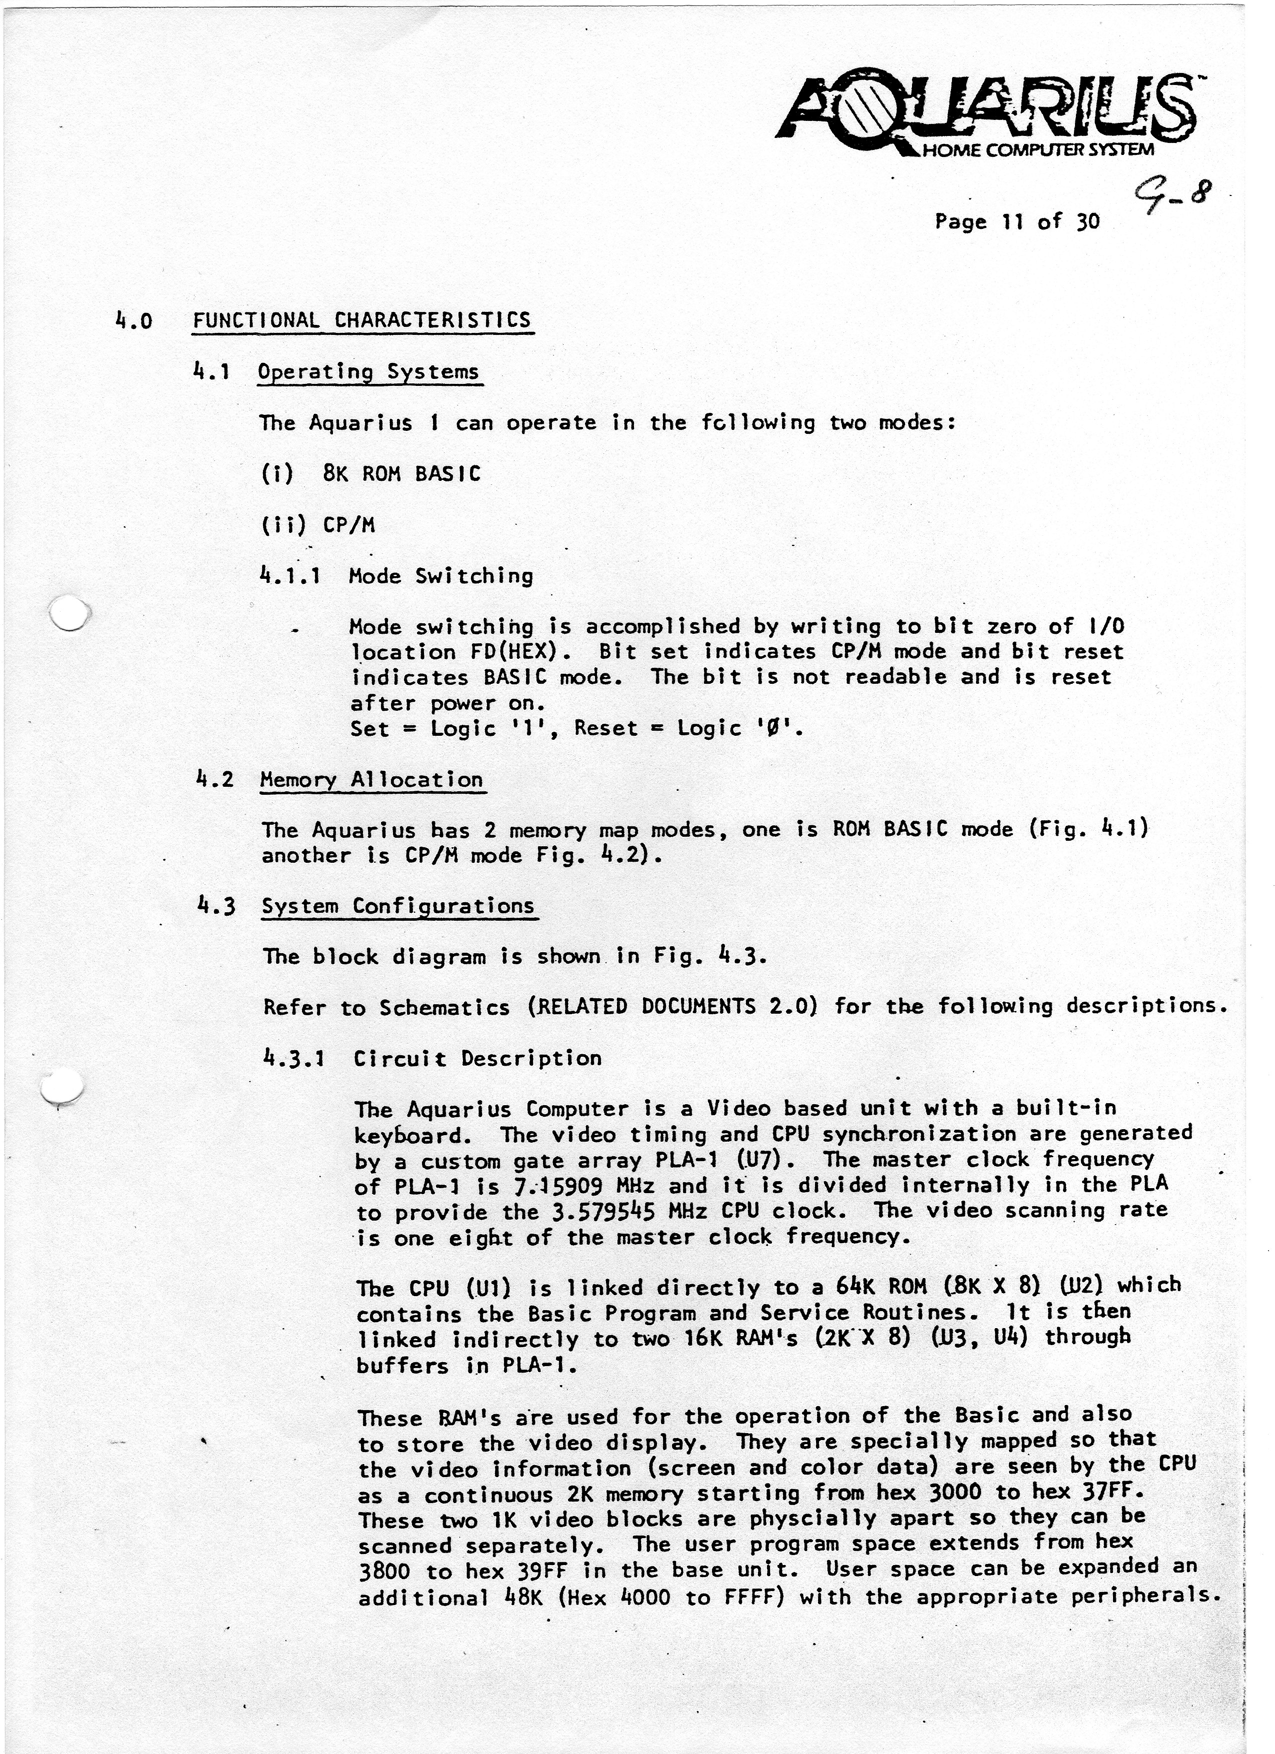 AQUARIUS™
HOME COMPUTER SYSTEM
G-8
Page 11 of 30
4.0 FUNCTIONAL CHARACTERISTICS
4.1 Operating Systems
The Aquarius 1 can operate in the following two modes:
(i) 8K ROM BASIC
(ii) CP/M
4.1.1 Mode Switching
Mode switching is accomplished by writing to bit zero of I/O
location FD(HEX). Bit set indicates CP/M mode and bit reset
indicates BASIC mode. The bit is not readable and is reset
after power on.
Set = Logic '1', Reset = Logic 'Ø'.
4.2 Memory Allocation
The Aquarius has 2 memory map modes, one is ROM BASIC mode (Fig. 4.1)
another is CP/M mode Fig. 4.2).
4.3 System Configurations
The block diagram is shown in Fig. 4.3.
Refer to Schematics (RELATED DOCUMENTS 2.0) for the following descriptions.
4.3.1 Circuit Description
The Aquarius Computer is a Video based unit with a built-in
keyboard. The video timing and CPU synchronization are generated
by a custom gate array PLA-1 (U7). The master clock frequency
of PLA-1 is 7.15909 MHz and it is divided internally in the PLA
to provide the 3.579545 MHz CPU clock. The video scanning rate
is one eight of the master clock frequency.
The CPU (U1) is linked directly to a 64K ROM (8K X 8) (U2) which
contains the Basic Program and Service Routines. It is then
linked indirectly to two 16K RAM's (2K X 8) (U3, U4) through
buffers in PLA-1.
These RAM's are used for the operation of the Basic and also
to store the video display. They are specially mapped so that
the video information (screen and color data) are seen by the CPU
as a continuous 2K memory starting from hex 3000 to hex 37FF.
These two 1K video blocks are physcially apart so they can be
scanned separately. The user program space extends from hex
3800 to hex 39FF in the base unit. User space can be expanded an
additional 48K (Hex 4000 to FFFF) with the appropriate peripherals.